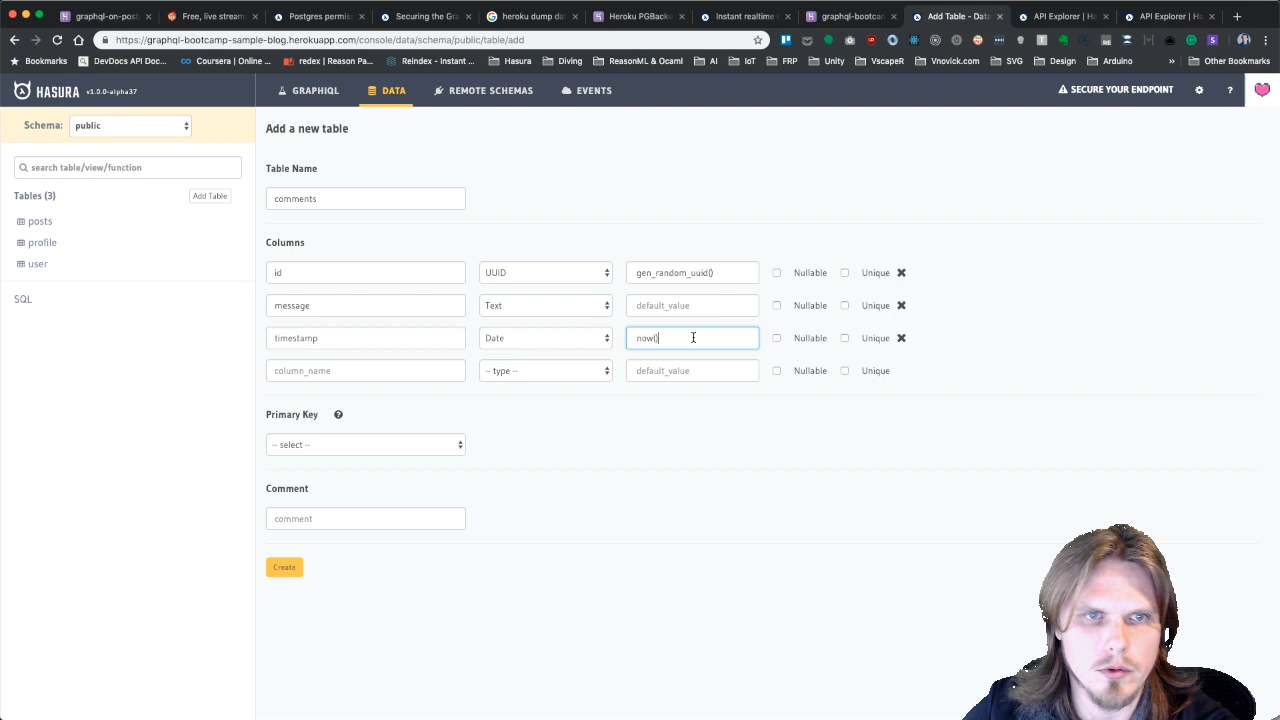 graphql-on-post
Free, live stream
Postgres permis
Securing the Gra
heroku dump da
Heroku PGBacku
Instant realtime
graphql-bootcam
Add Table - Data
API Explorer | Ha
API Explorer | Ha
https://graphql-bootcamp-sample-blog.herokuapp.com/console/data/schema/public/table/add
Bookmarks
DevDocs API Doc...
Coursera | Online ...
redex | Reason Pa...
Reindex - Instant ...
Hasura
Diving
ReasonML & Ocaml
AI
IoT
FRP
Unity
VscapeR
Vnovick.com
SVG
Design
Arduino
»
Other Bookmarks
HASURA v1.0.0-alpha37
GRAPHIQL
DATA
REMOTE SCHEMAS
EVENTS
SECURE YOUR ENDPOINT
?
Schema: public
Add a new table
search table/view/function
Table Name
Tables (3)
Add Table
comments
posts
profile
user
SQL
Columns
id UUID gen_random_uuid() Nullable Unique
message Text default_value Nullable Unique
timestamp Date now() Nullable Unique
column_name -- type -- default_value Nullable Unique
Primary Key ?
-- select --
Comment
comment
Create